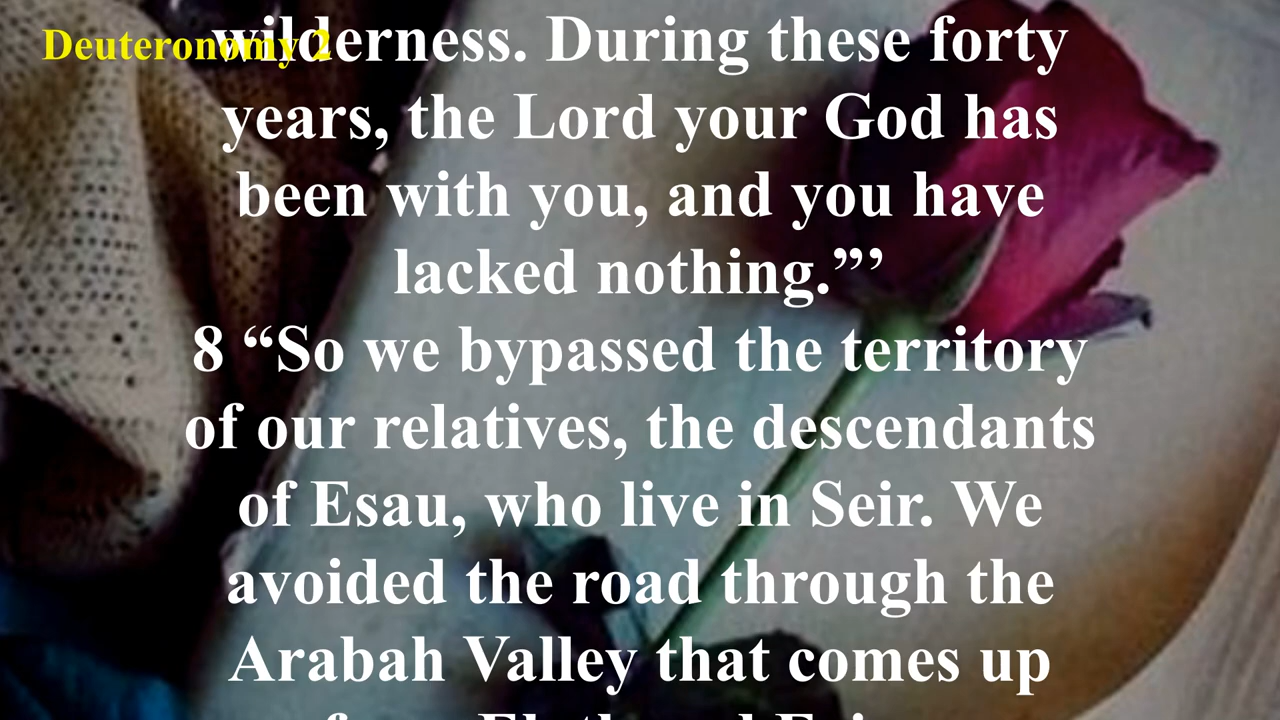 Deuteronomy 2
wilderness. During these forty
years, the Lord your God has
been with you, and you have
lacked nothing.”’
8 “So we bypassed the territory
of our relatives, the descendants
of Esau, who live in Seir. We
avoided the road through the
Arabah Valley that comes up